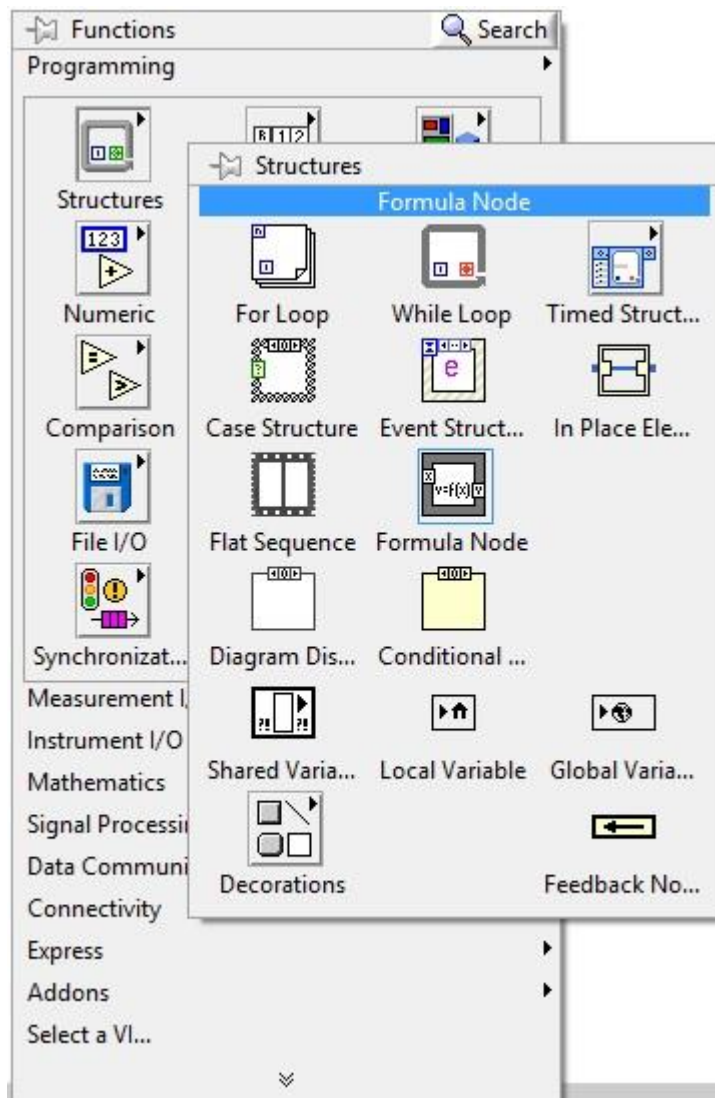 Functions
Search
Programming
Structures
Numeric
Comparison
File I/O
Synchronizat...
Structures
Formula Node
For Loop
While Loop
Timed Struct...
Case Structure
Event Struct...
In Place Ele...
Flat Sequence
Formula Node
Diagram Dis...
Conditional ...
Shared Varia...
Local Variable
Global Varia...
Decorations
Feedback No...
Measurement I
Instrument I/O
Mathematics
Signal Processi
Data Communi
Connectivity
Express
Addons
Select a VI...